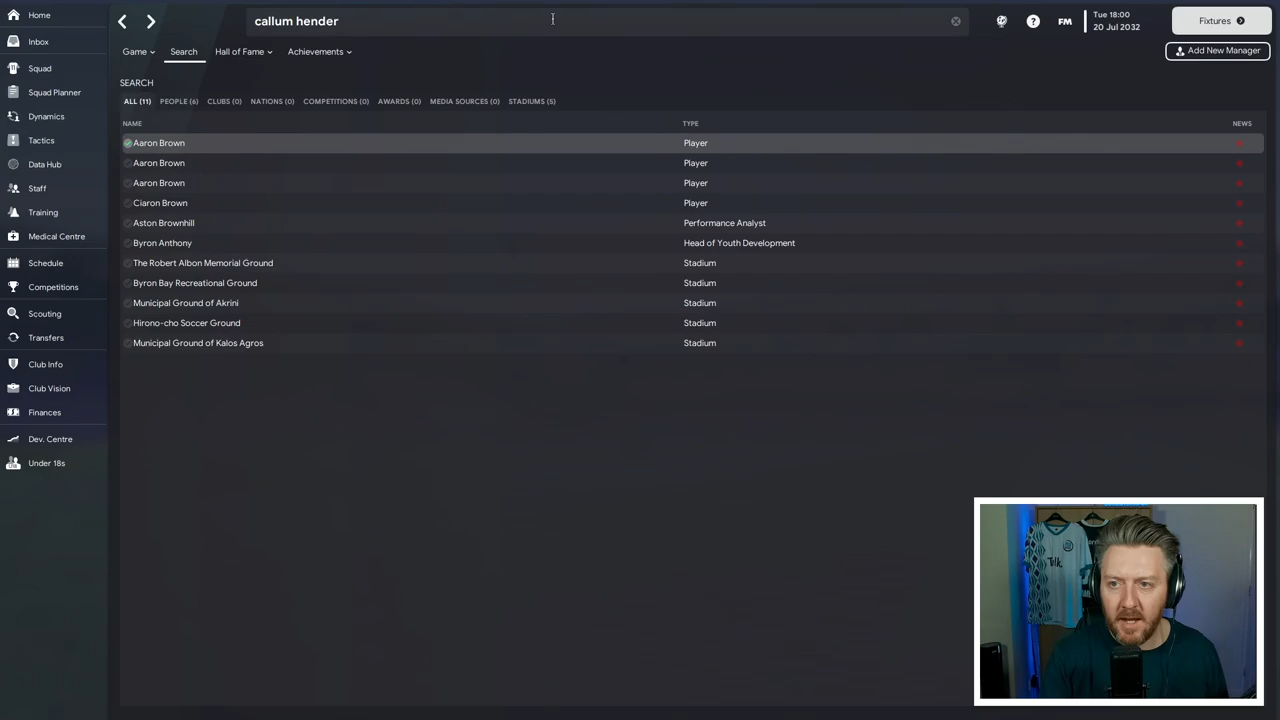 Home
callum hender
FM
Tue 18:00
20 Jul 2032
Fixtures
Inbox
Game
Search
Hall of Fame
Achievements
Add New Manager
Squad
Squad Planner
Dynamics
Tactics
Data Hub
Staff
Training
Medical Centre
Schedule
Competitions
Scouting
Transfers
Club Info
Club Vision
Finances
Dev. Centre
Under 18s
SEARCH
ALL (11) PEOPLE (6) CLUBS (0) NATIONS (0) COMPETITIONS (0) AWARDS (0) MEDIA SOURCES (0) STADIUMS (5)
NAME TYPE NEWS
Aaron Brown Player
Aaron Brown Player
Aaron Brown Player
Ciaron Brown Player
Aston Brownhill Performance Analyst
Byron Anthony Head of Youth Development
The Robert Albon Memorial Ground Stadium
Byron Bay Recreational Ground Stadium
Municipal Ground of Akrini Stadium
Hirono-cho Soccer Ground Stadium
Municipal Ground of Kalos Agros Stadium